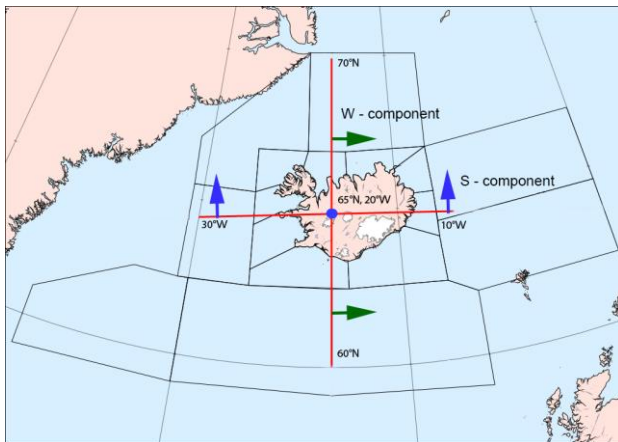 70°N
W - component
S - component
65°N, 20°W
30°W
10°W
60°N